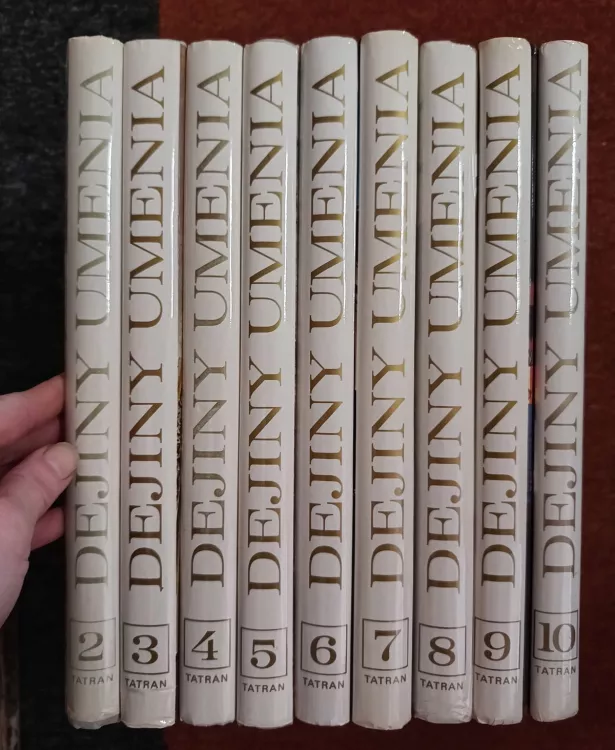 DEJINY UMENIA
2
TATRAN
DEJINY UMENIA
3
TATRAN
DEJINY UMENIA
4
TATRAN
DEJINY UMENIA
5
TATRAN
DEJINY UMENIA
6
TATRAN
DEJINY UMENIA
7
TATRAN
DEJINY UMENIA
8
TATRAN
DEJINY UMENIA
9
TATRAN
DEJINY UMENIA
10
TATRAN